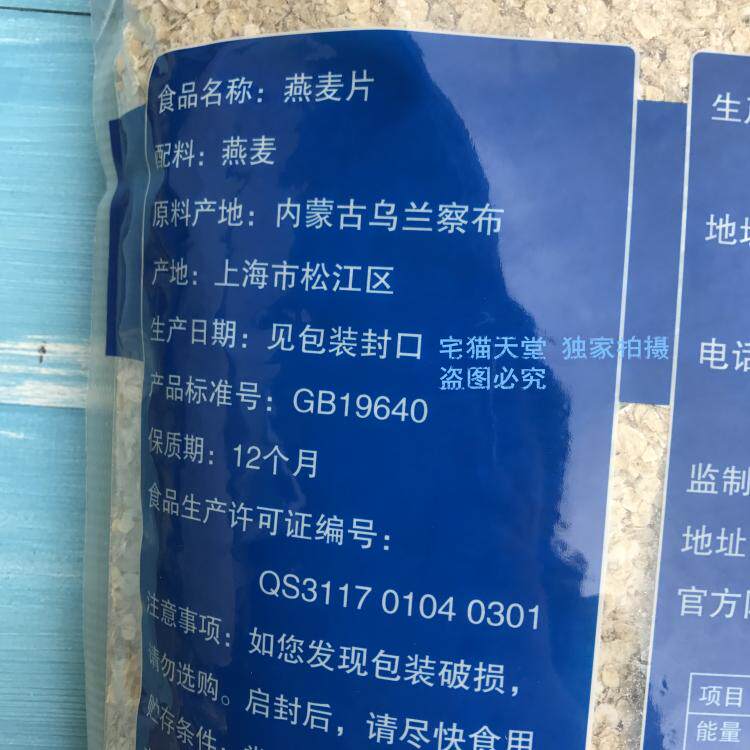 食品名称：燕麦片
配料：燕麦
原料产地：内蒙古乌兰察布
产地：上海市松江区
生产日期：见包装封口
产品标准号：GB19640
保质期：12个月
食品生产许可证编号：
QS3117 0104 0301
注意事项：如您发现包装破损，
请勿选购。启封后，请尽快食用
贮存条件：
宅猫天堂 独家拍摄
盗图必究
生
地址
电话
监制
地址
官方
项目
能量